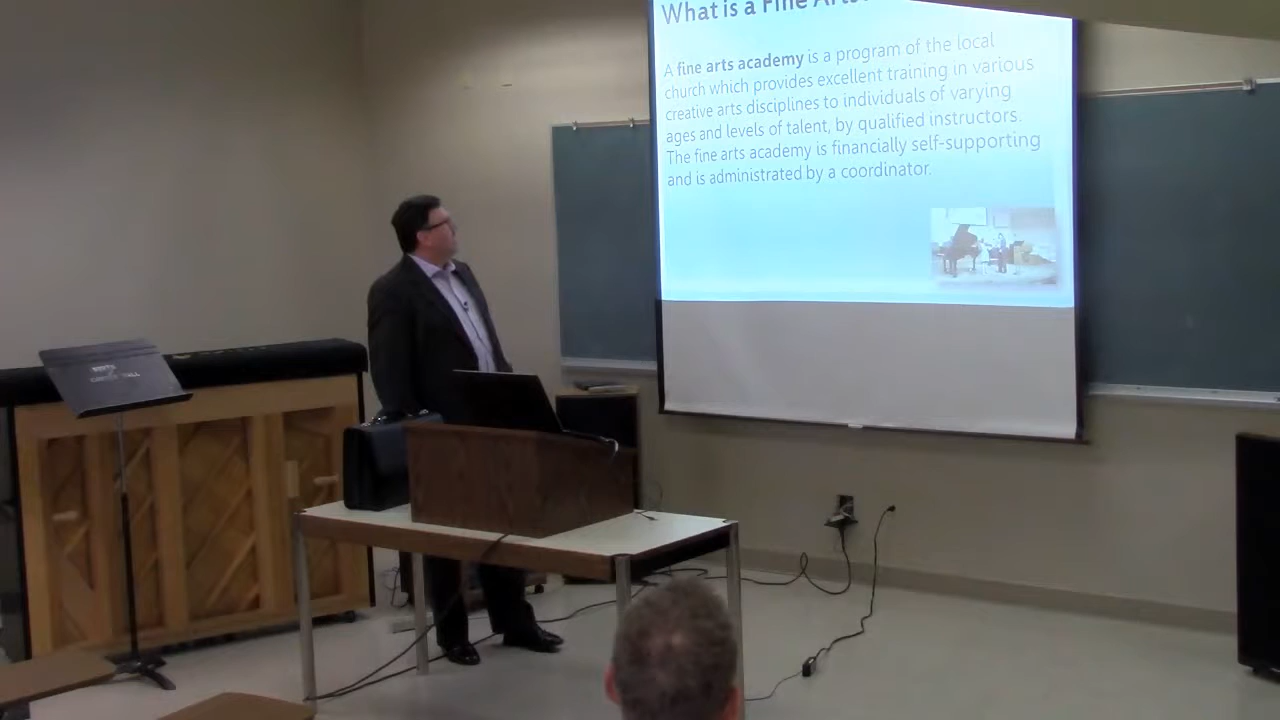 What is a Fine Arts
A fine arts academy is a program of the local
church which provides excellent training in various
creative arts disciplines to individuals of varying
ages and levels of talent, by qualified instructors.
The fine arts academy is financially self-supporting
and is administrated by a coordinator.